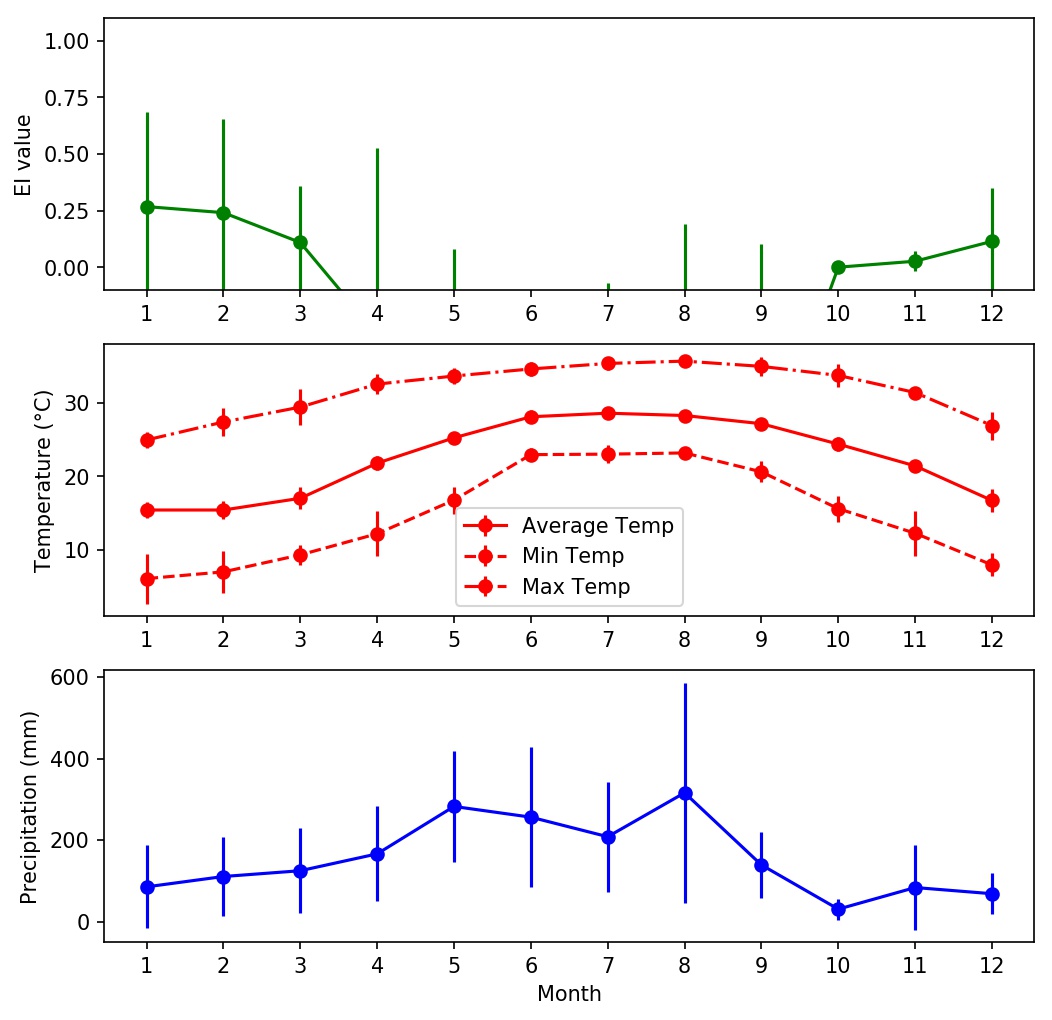 1.00
0.75
0.50
0.25
0.00
EI value
1 2 3 4 5 6 7 8 9 10 11 12
30
20
10
Temperature (°C)
Average Temp
Min Temp
Max Temp
1 2 3 4 5 6 7 8 9 10 11 12
600
400
200
0
Precipitation (mm)
1 2 3 4 5 6 7 8 9 10 11 12
Month